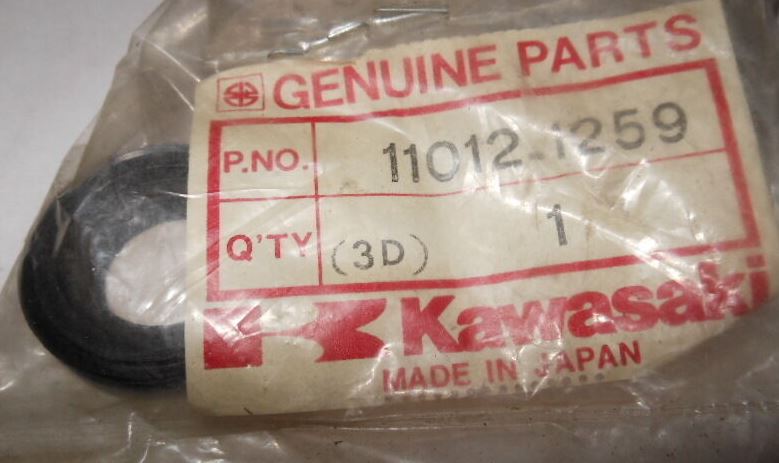 GENUINE PARTS
P.NO. 11012-1259
Q'TY (3D) 1
Kawasaki
MADE IN JAPAN